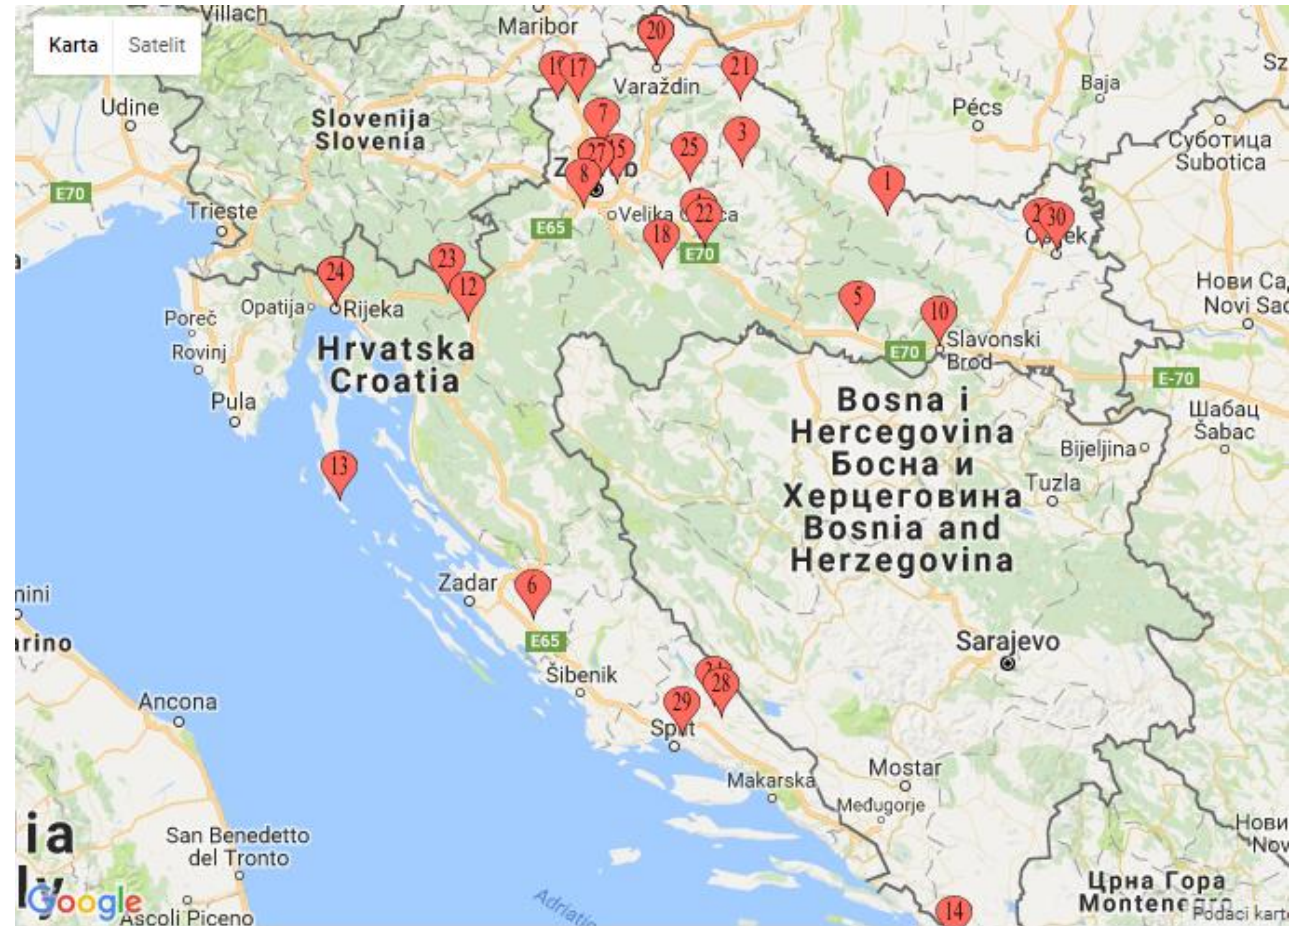 Villach
Maribor
Karta
Satelit
20
19
17
21
Varaždin
Baja
Udine
Slovenija
Slovenia
7
Pécs
3
Суботица
Subotica
27
15
25
8
1
E70
Trieste
Velika
E65
22
18
30
E70
23
24
12
Нови
Novi
Opatija
Rijeka
Poreč
5
10
Rovinj
Hrvatska
Croatia
E70
Slavonski
Brod
E-70
Pula
Bosna i
Hercegovina
Босна и
Херцеговина
Bosnia and
Herzegovina
Шабац
Šabac
Bijeljina
Tuzla
13
Zadar
6
E65
Sarajevo
Šibenik
28
29
Split
Ancona
Makarska
Mostar
Međugorje
San Benedetto
del Tronto
Црна Гора
Montenegro
Google
Ascoli Piceno
14
Podaci